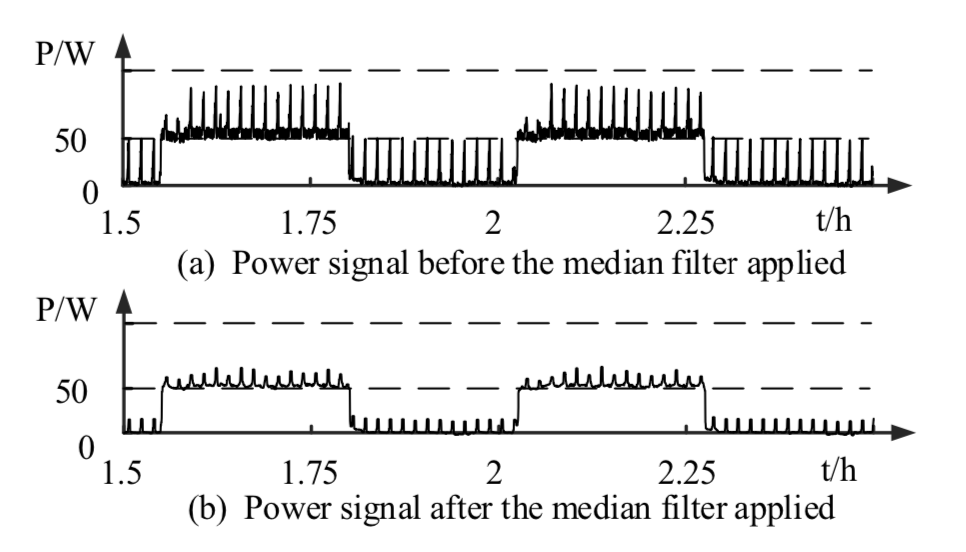 P/W
50
0
1.5 1.75 2 2.25 t/h
(a) Power signal before the median filter applied
P/W
50
0
1.5 1.75 2 2.25 t/h
(b) Power signal after the median filter applied